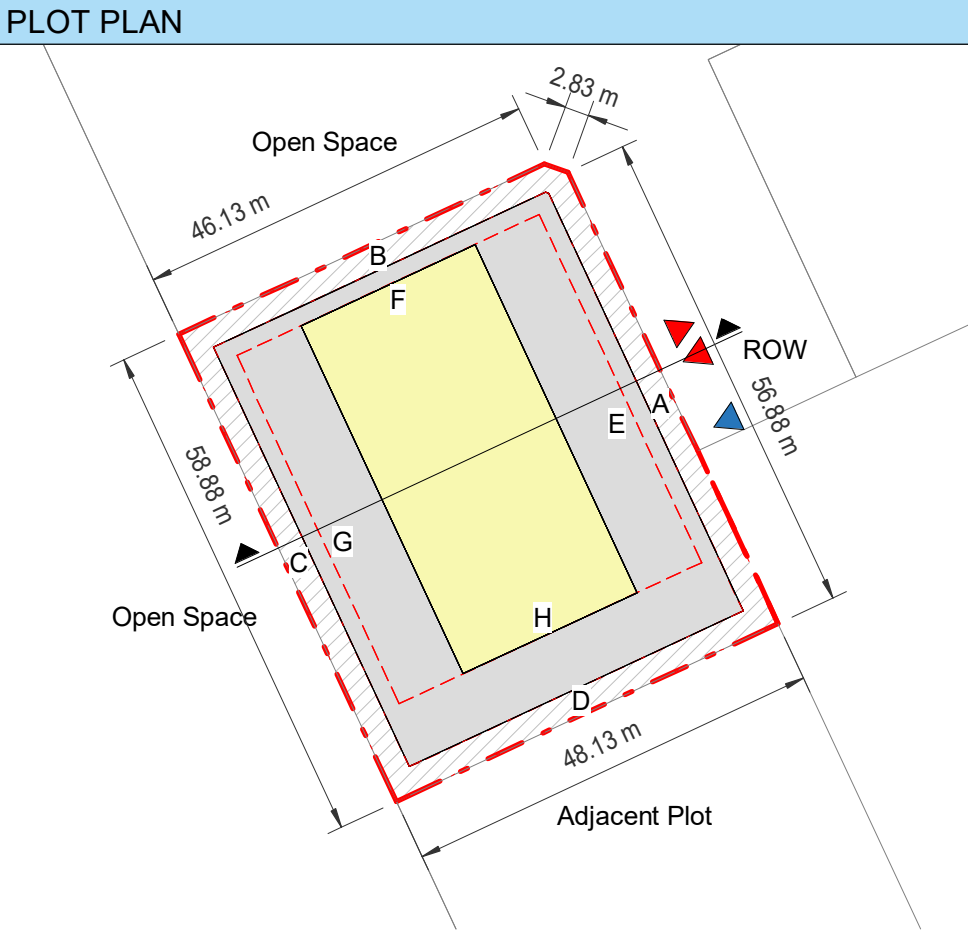 PLOT PLAN
2.83 m
Open Space
46.13 m
B
F
ROW
A
56.88 m
E
58.88 m
G
C
Open Space
H
D
48.13 m
Adjacent Plot